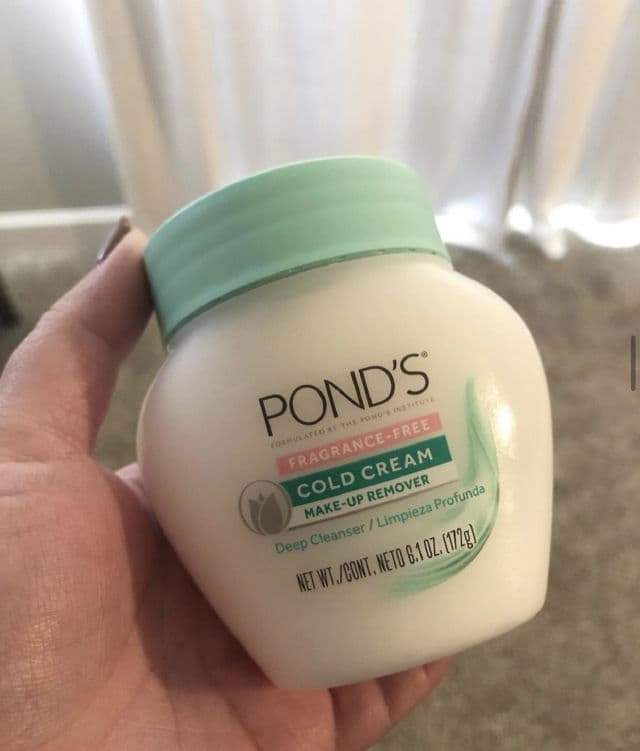 POND'S®
FORMULATED BY THE POND'S INSTITUTE
FRAGRANCE-FREE
COLD CREAM
MAKE-UP REMOVER
Deep Cleanser / Limpieza Profunda
NET WT./CONT. NETO 6.1 OZ. (172g)